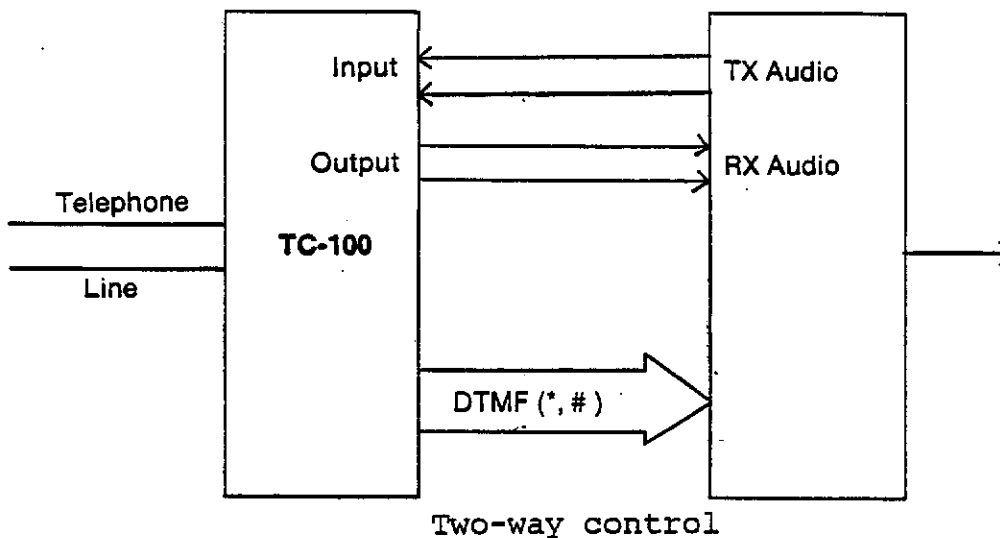 Input
TX Audio
Output
RX Audio
Telephone
TC-100
Line
DTMF (*, #)
Two-way control